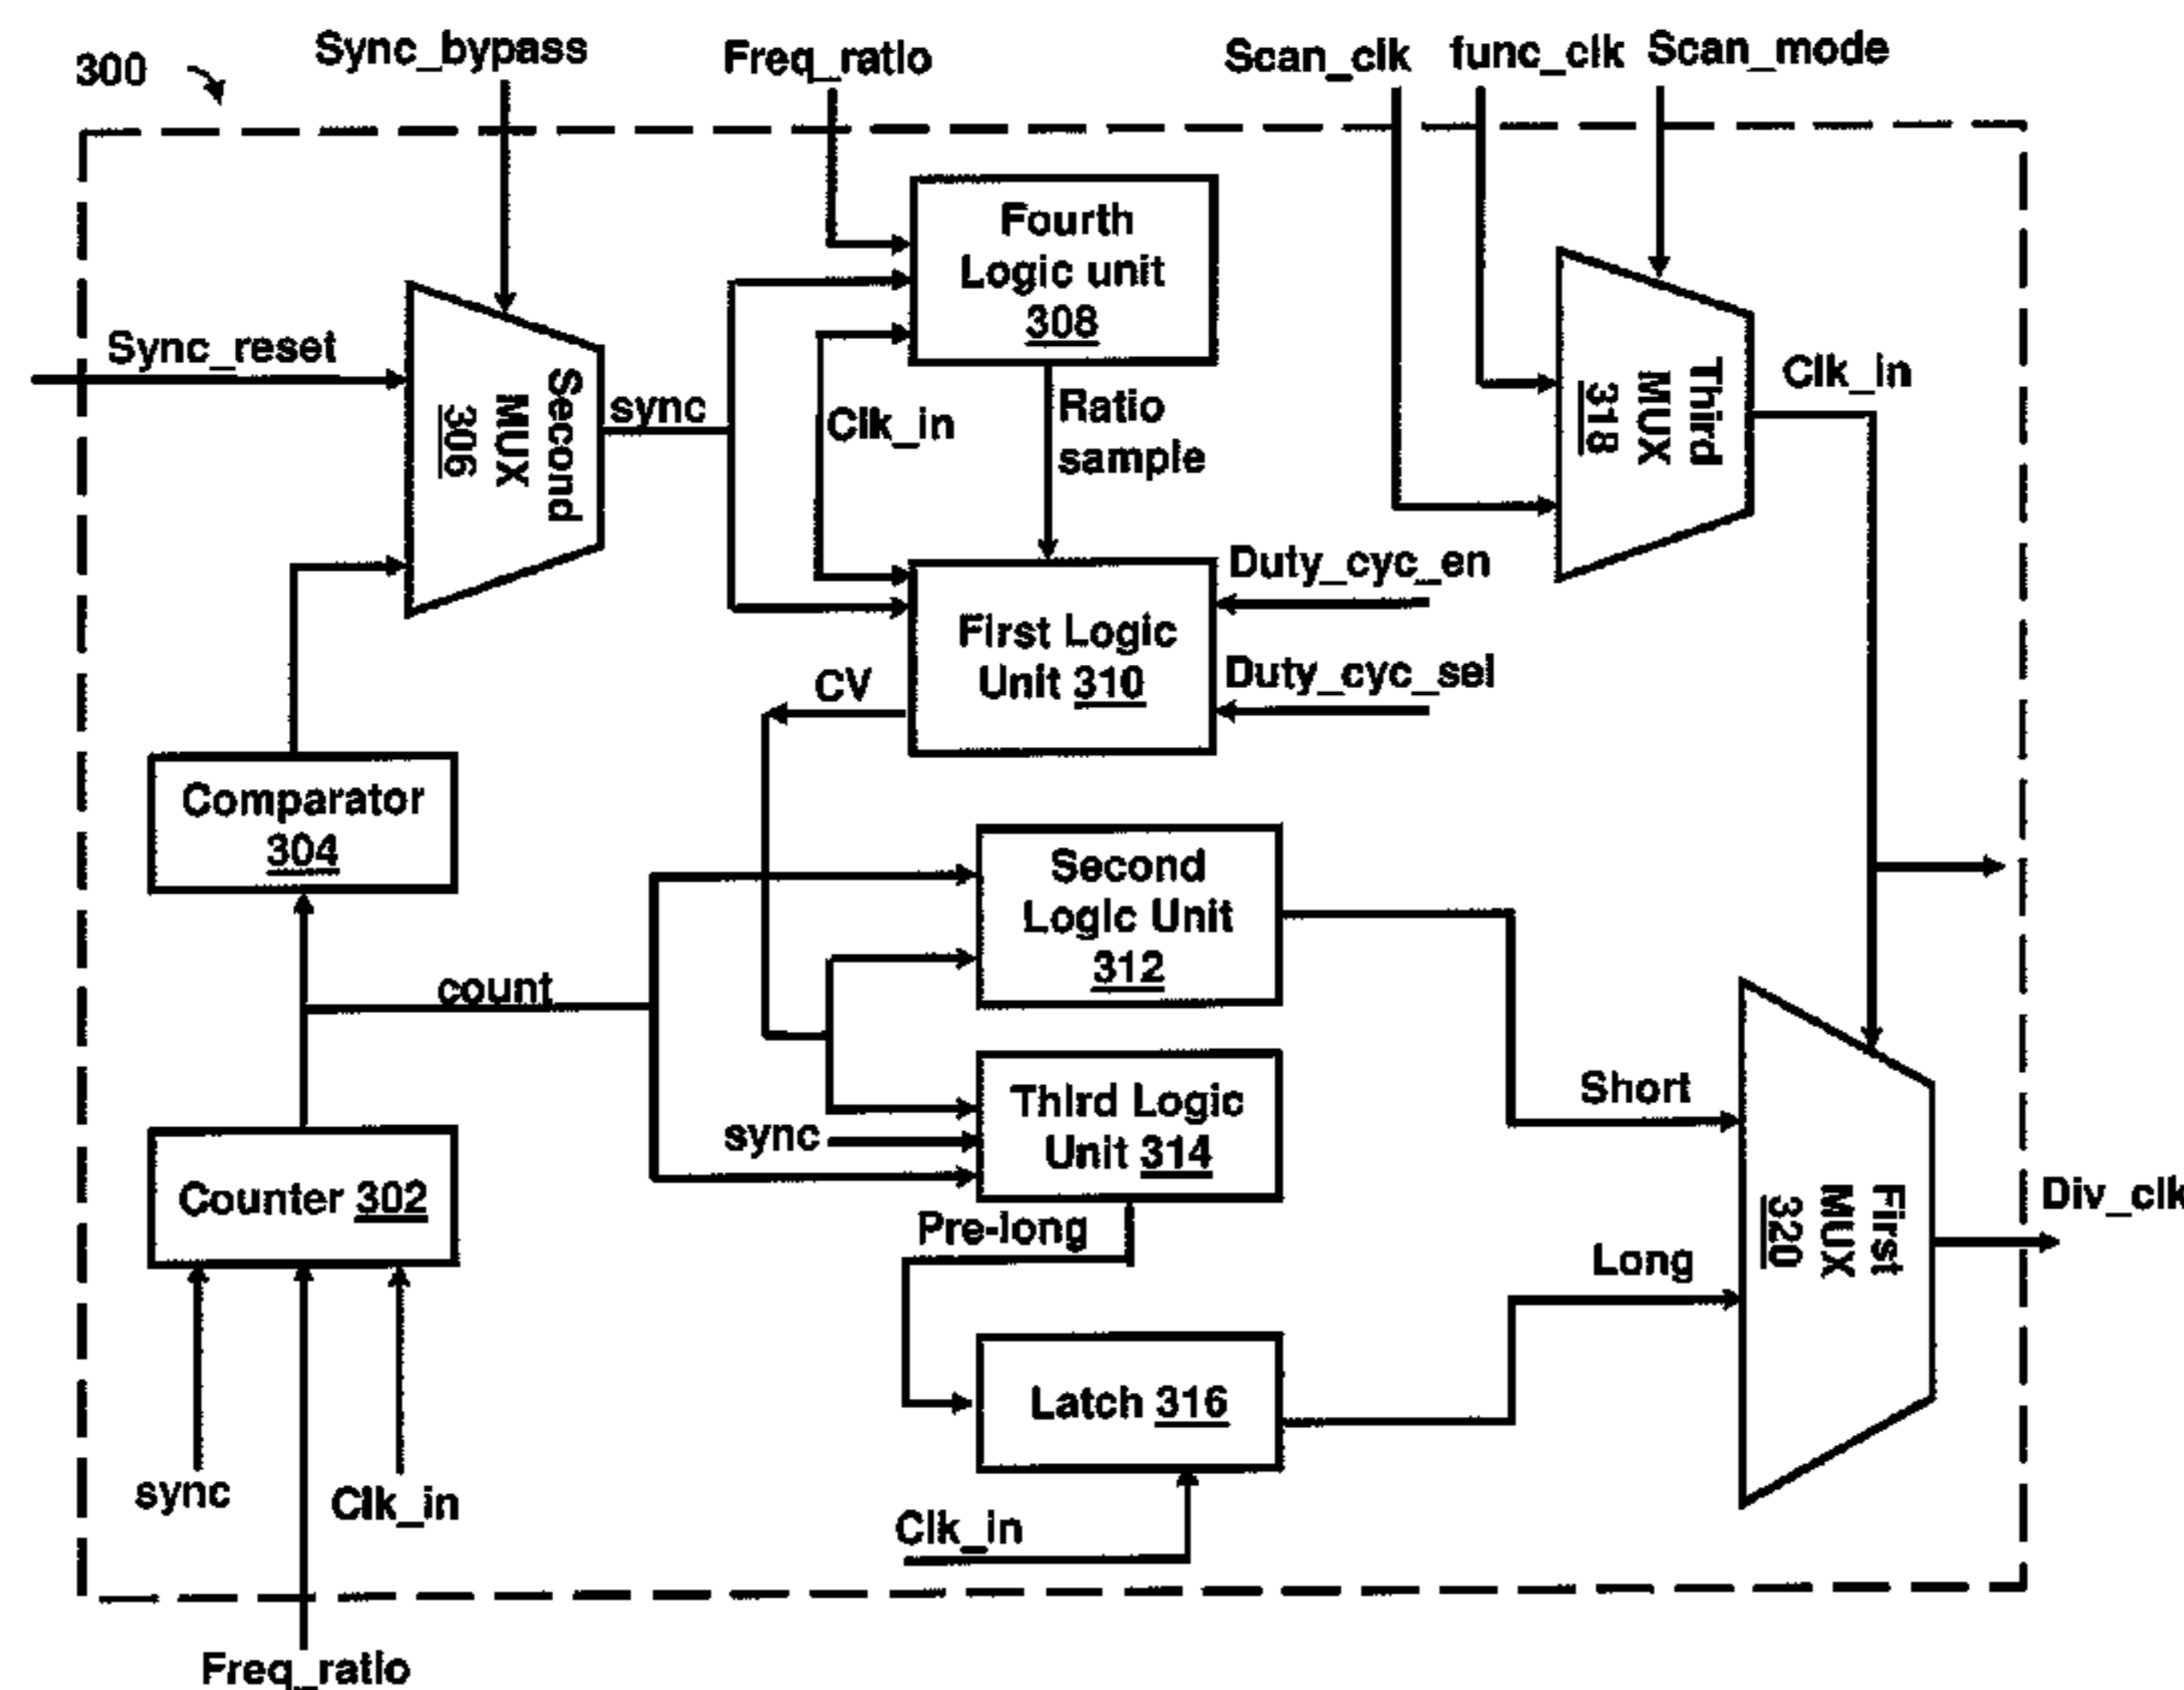 300
Sync_bypass
Freq_ratio
Scan_clk
func_clk
Scan_mode
Fourth
Logic unit
308
Sync_reset
Second
MUX
306
sync
Clk_in
Ratio
sample
Third
MUX
318
Clk_in
Duty_cyc_en
First Logic
Unit 310
Duty_cyc_sel
CV
Comparator
304
Second
Logic Unit
312
count
Third Logic
Unit 314
sync
Short
Counter 302
Pre-long
Long
First
MUX
320
Div_clk
Latch 316
sync
Clk_in
Clk_in
Freq_ratio